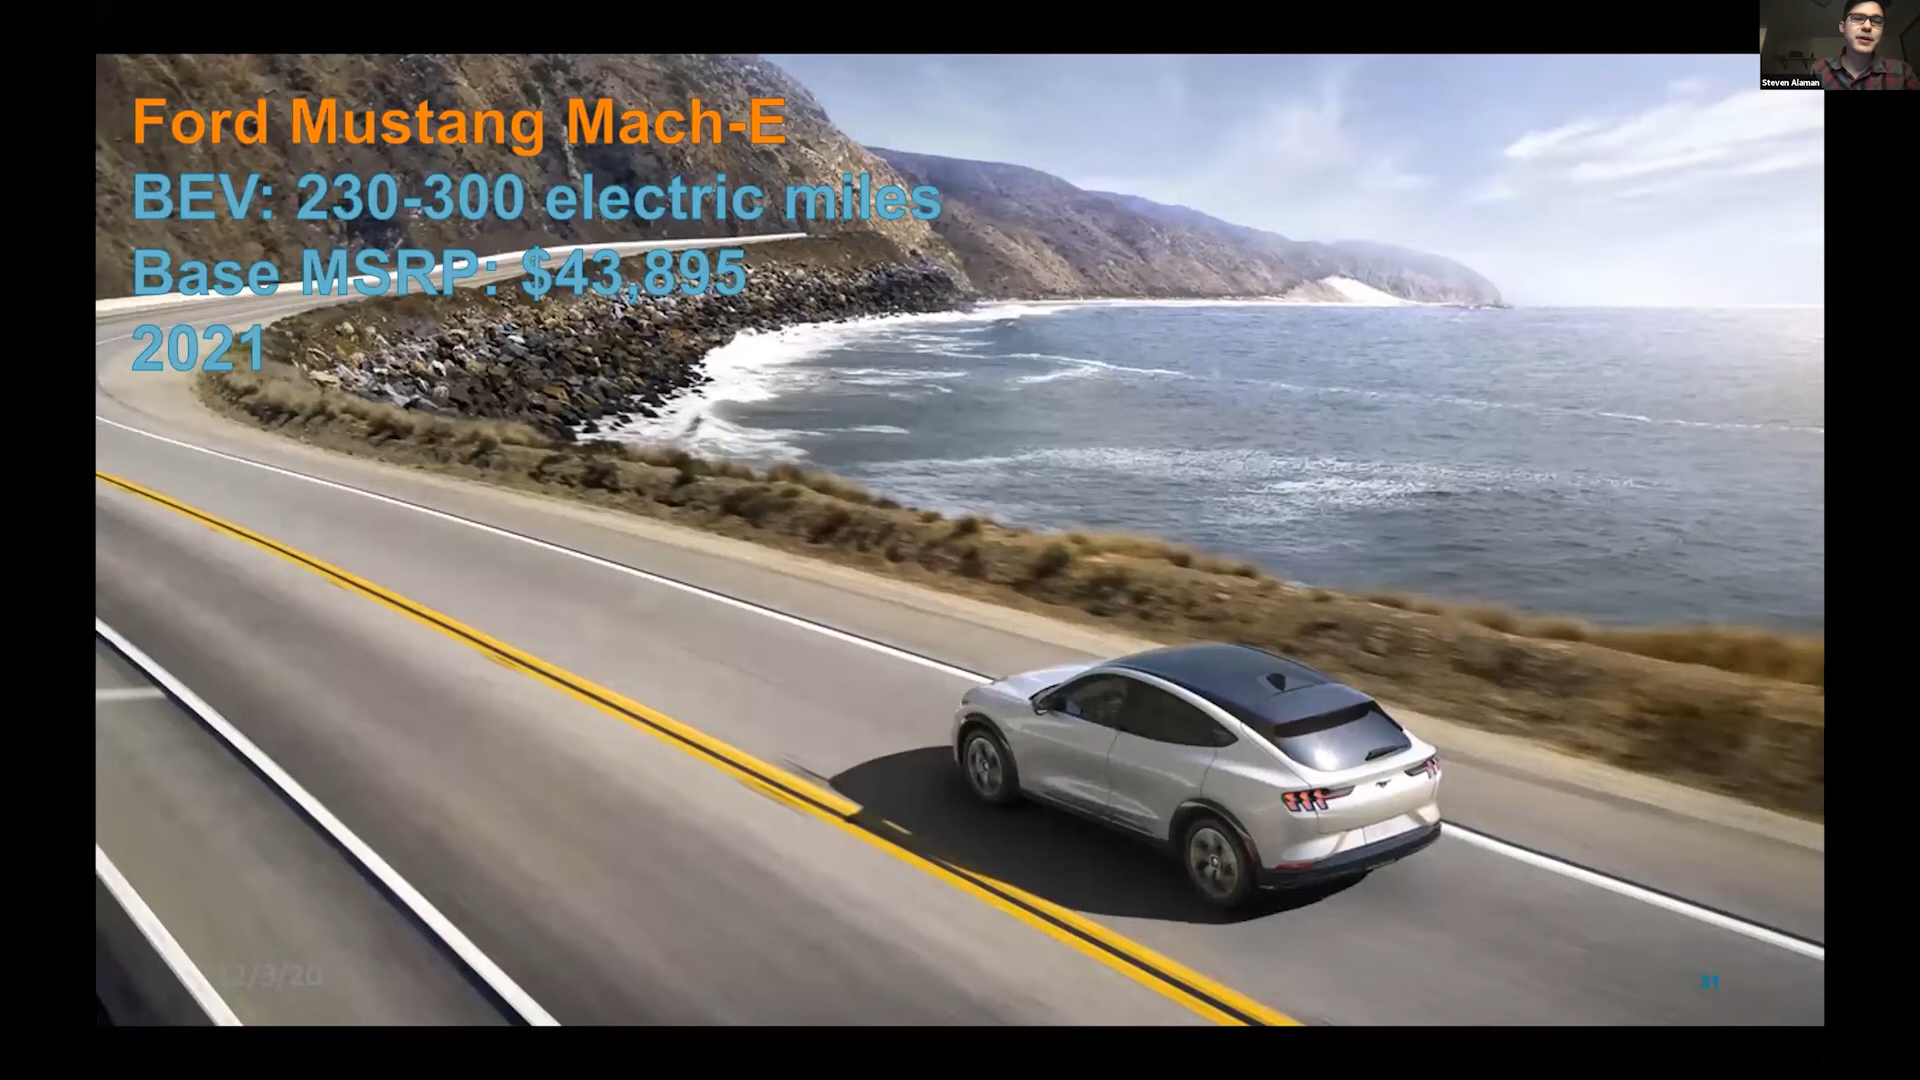 Steven Alaman
Ford Mustang Mach-E
BEV: 230-300 electric miles
Base MSRP: $43,895
2021
12/3/20
31